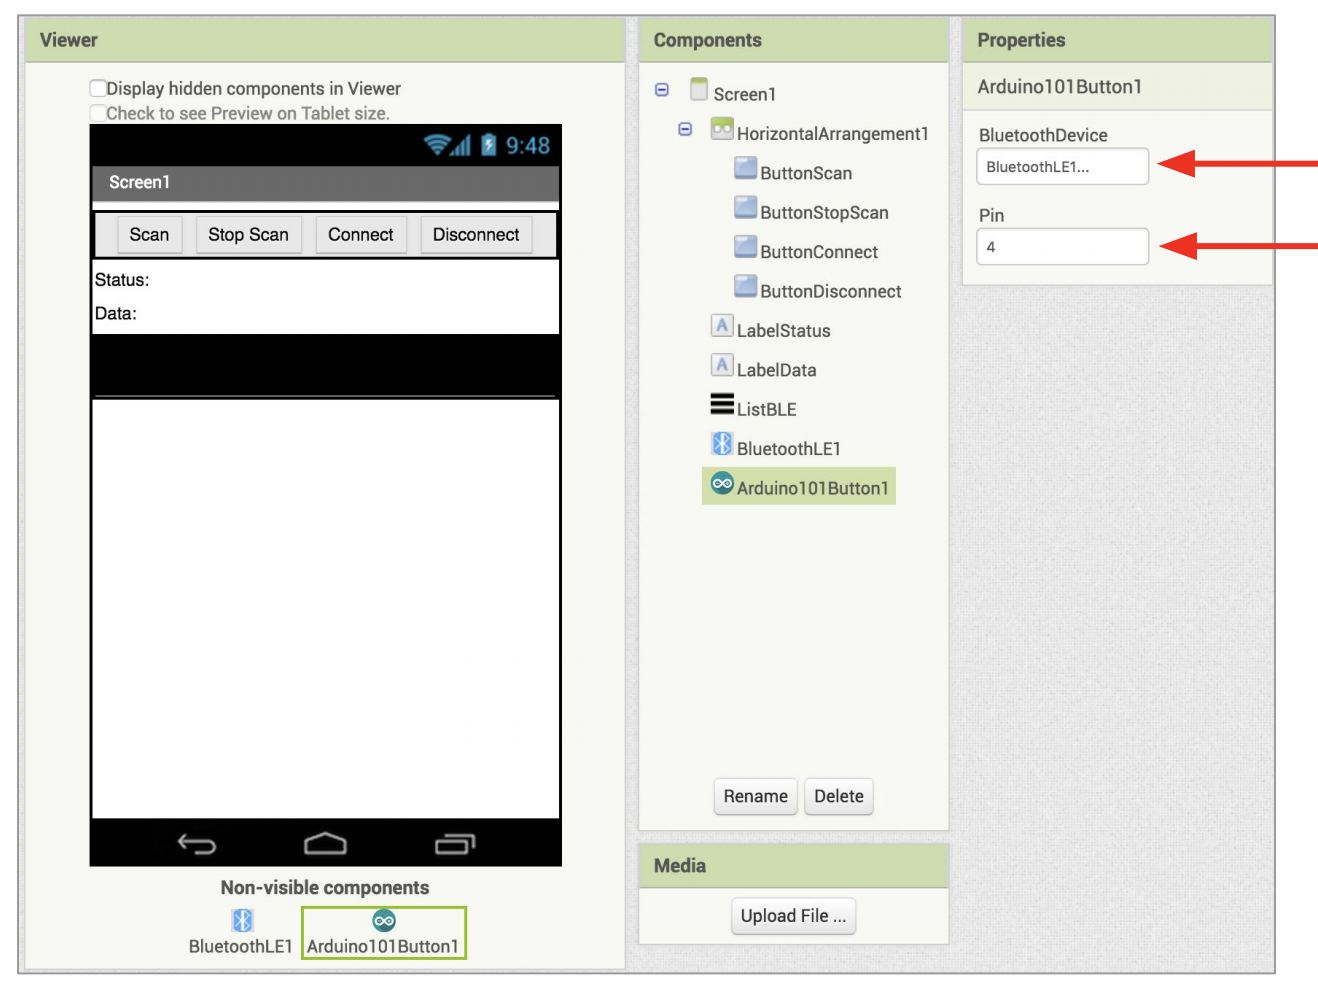 Viewer
Display hidden components in Viewer
Check to see Preview on Tablet size.
9:48
Screen1
Scan
Stop Scan
Connect
Disconnect
Status:
Data:
Non-visible components
BluetoothLE1
Arduino101Button1
Components
Screen1
HorizontalArrangement1
ButtonScan
ButtonStopScan
ButtonConnect
ButtonDisconnect
A LabelStatus
A LabelData
ListBLE
BluetoothLE1
Arduino101Button1
Rename
Delete
Media
Upload File ...
Properties
Arduino101Button1
BluetoothDevice
BluetoothLE1...
Pin
4